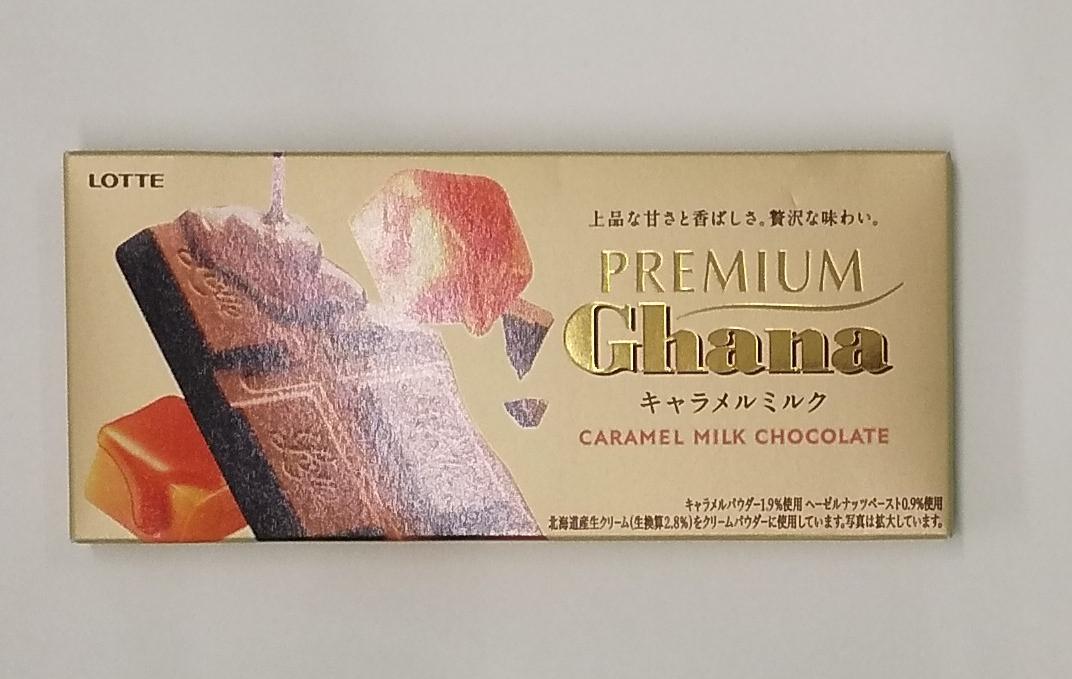 LOTTE
上品な甘さと香ばしさ。贅沢な味わい。
PREMIUM
Ghana
キャラメルミルク
CARAMEL MILK CHOCOLATE
キャラメルパウダー1.9%使用 ヘーゼルナッツペースト0.9%使用
北海道産生クリーム(生換算2.8%)をクリームパウダーに使用しています。写真は拡大しています。